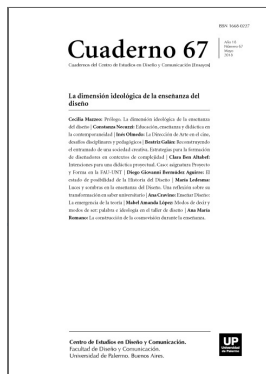 ISSN 1668-0227
Cuaderno 67
Año 19
Número 67
Mayo
2018
Cuadernos del Centro de Estudios en Diseño y Comunicación [Ensayos]
La dimensión ideológica de la enseñanza del
diseño
Cecilia Mazzeo: Prólogo. La dimensión ideológica de la enseñanza
del diseño | Constanza Necuzzi: Educación, enseñanza y didáctica en
la contemporaneidad | Inés Olmedo: La Dirección de Arte en el cine,
desafíos disciplinares y pedagógicos | Beatriz Galán: Reconstruyendo
el entramado de una sociedad creativa. Estrategias para la formación
de diseñadores en contextos de complejidad | Clara Ben Altabef:
Intenciones para una didáctica proyectual. Caso: asignatura Proyecto
y Forma en la FAU-UNT | Diego Giovanni Bermúdez Aguirre: El
estado de posibilidad de la Historia del Diseño | María Ledesma:
Luces y sombras en la enseñanza del Diseño. Una reflexión sobre su
transformación en saber universitario | Ana Cravino: Enseñar Diseño:
La emergencia de la teoría | Mabel Amanda López: Modos de decir y
modos de ser: palabra e ideología en el taller de diseño | Ana María
Romano: La construcción de la cosmovisión durante la enseñanza.
Centro de Estudios en Diseño y Comunicación.
Facultad de Diseño y Comunicación.
Universidad de Palermo. Buenos Aires.
UP
Universidad
de Palermo